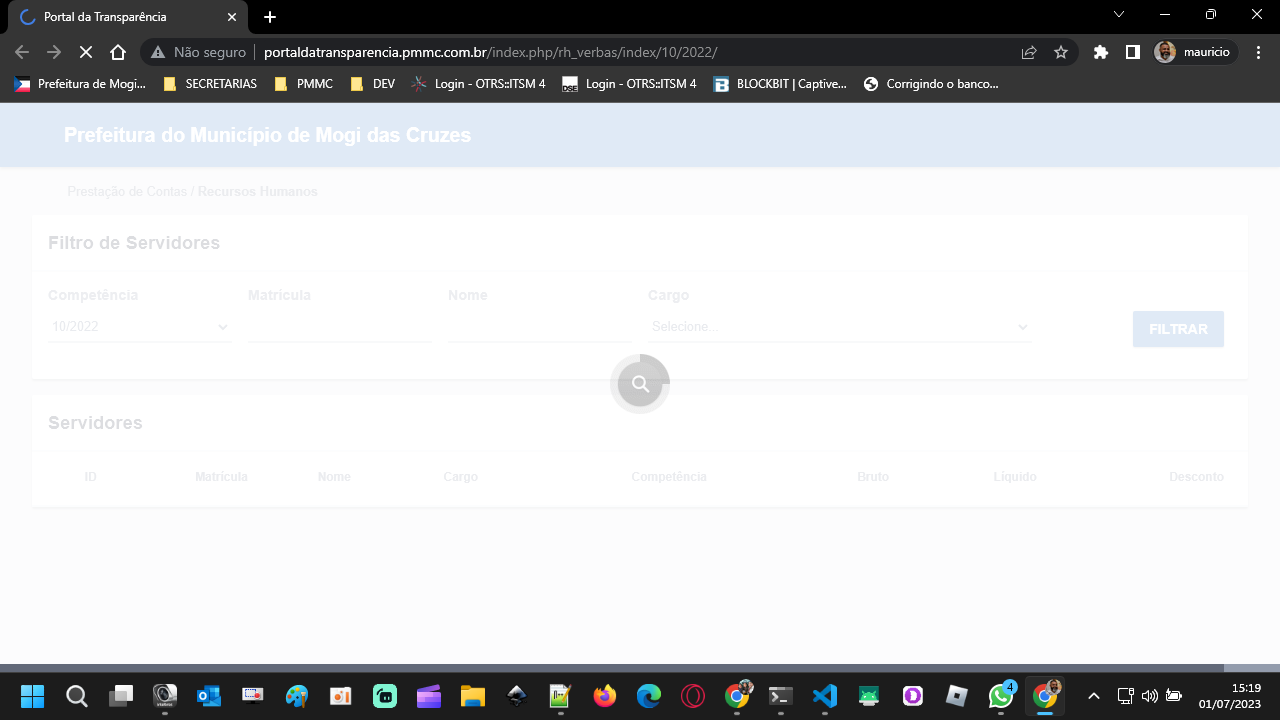 Portal da Transparência
Não seguro
portaldatransparencia.pmmc.com.br/index.php/rh_verbas/index/10/2022/
mauricio
Prefeitura de Mogi...
SECRETARIAS
PMMC
DEV
Login - OTRS::ITSM 4
DSE
Login - OTRS::ITSM 4
BLOCKBIT | Captive...
Corrigindo o banco...
Prefeitura do Município de Mogi das Cruzes
Prestação de Contas / Recursos Humanos
Filtro de Servidores
Competência Matrícula Nome Cargo
10/2022 Selecione... FILTRAR
Servidores
ID Matrícula Nome Cargo Competência Bruto Líquido Desconto
4
15:19
01/07/2023